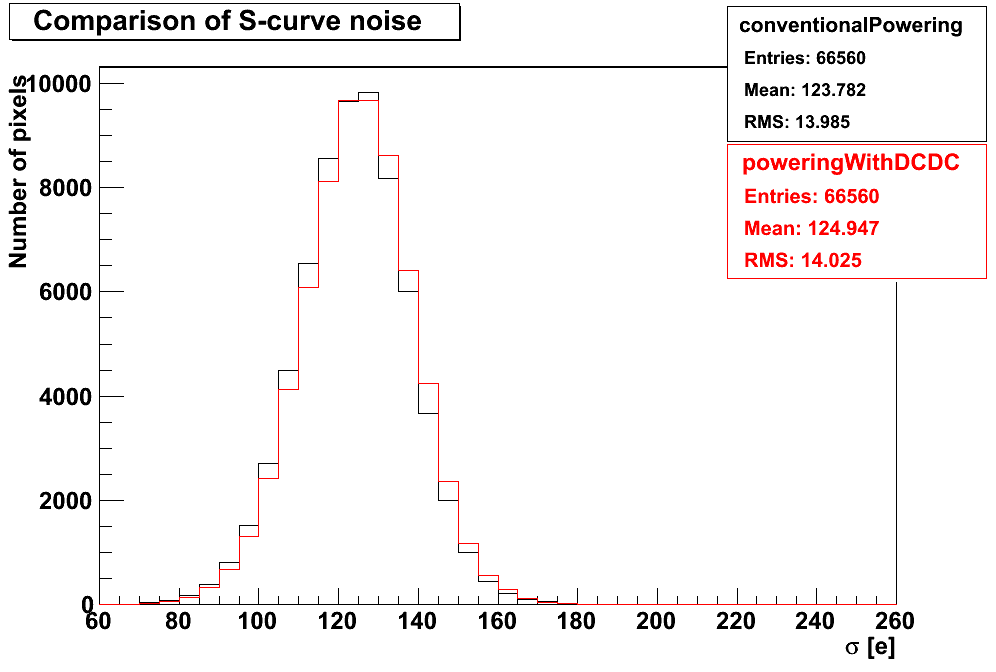 Comparison of S-curve noise
conventionalPowering
Entries: 66560
Mean: 123.782
RMS: 13.985
poweringWithDCDC
Entries: 66560
Mean: 124.947
RMS: 14.025
Number of pixels
10000
8000
6000
4000
2000
0
60 80 100 120 140 160 180 200 220 240 260
σ [e]